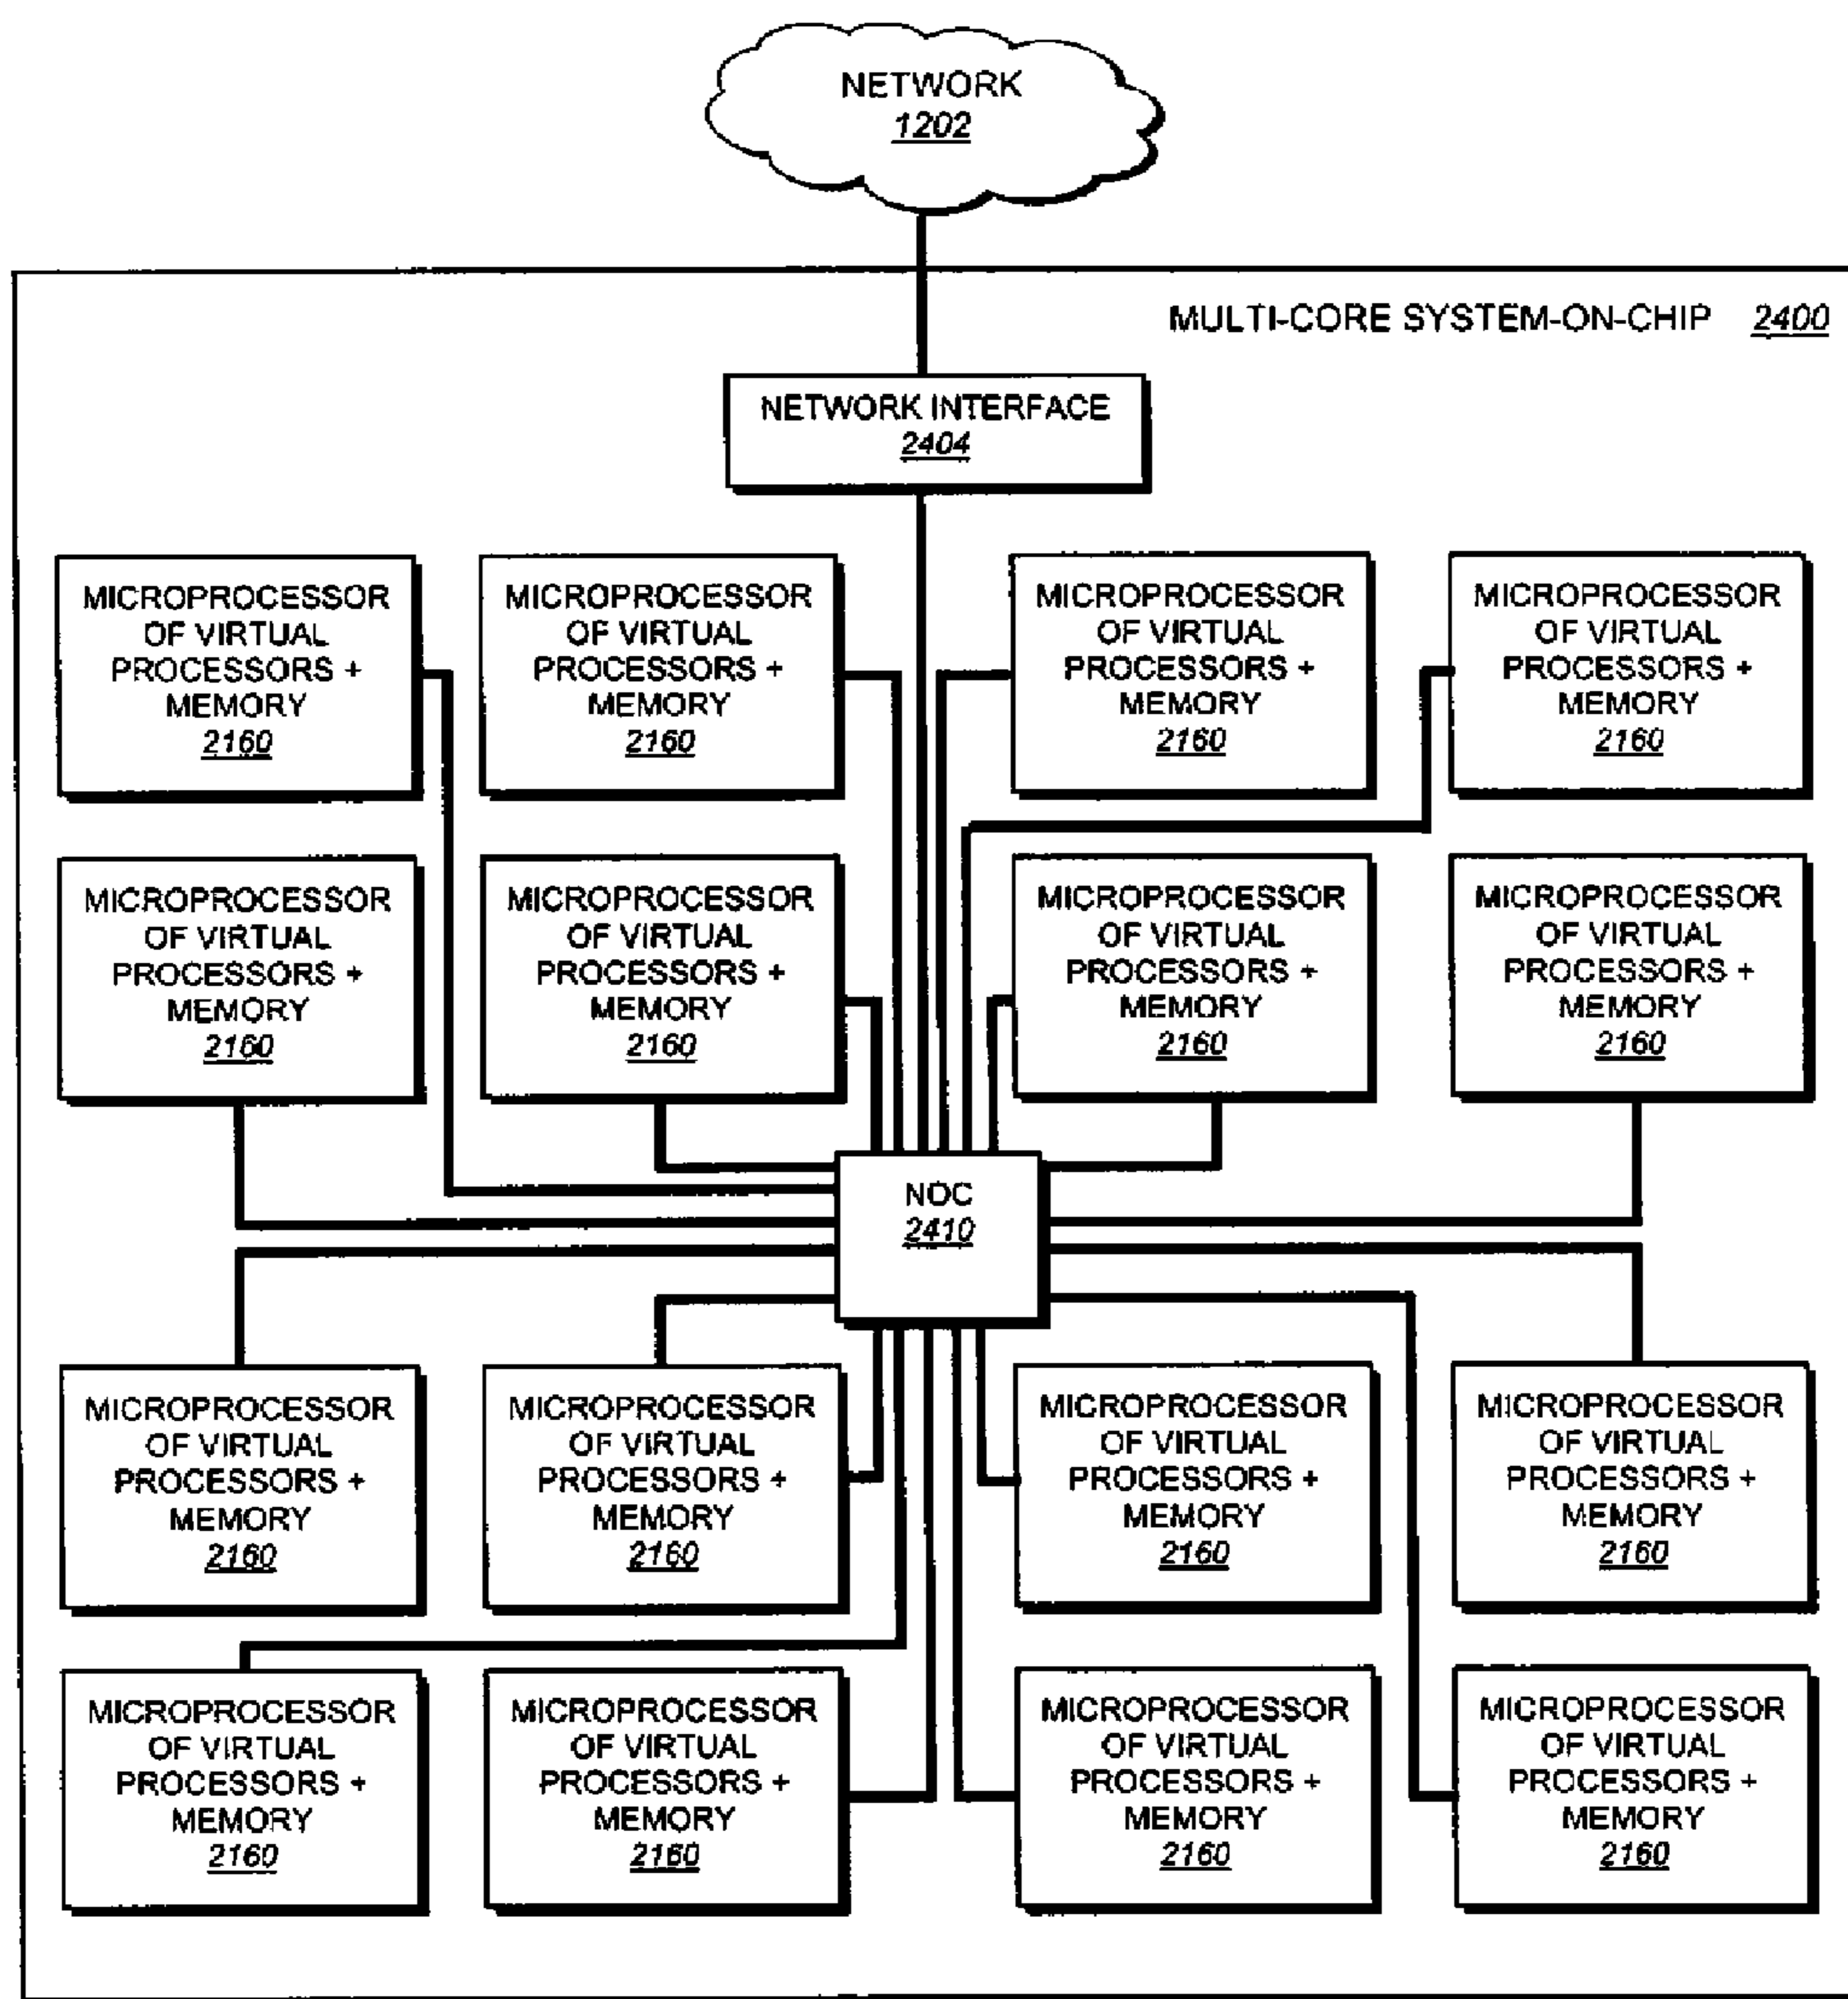 NETWORK
1202
MULTI-CORE SYSTEM-ON-CHIP 2400
NETWORK INTERFACE
2404
MICROPROCESSOR
OF VIRTUAL
PROCESSORS +
MEMORY
2160
MICROPROCESSOR
OF VIRTUAL
PROCESSORS +
MEMORY
2160
MICROPROCESSOR
OF VIRTUAL
PROCESSORS +
MEMORY
2160
MICROPROCESSOR
OF VIRTUAL
PROCESSORS +
MEMORY
2160
MICROPROCESSOR
OF VIRTUAL
PROCESSORS +
MEMORY
2160
MICROPROCESSOR
OF VIRTUAL
PROCESSORS +
MEMORY
2160
MICROPROCESSOR
OF VIRTUAL
PROCESSORS +
MEMORY
2160
MICROPROCESSOR
OF VIRTUAL
PROCESSORS +
MEMORY
2160
NOC
2410
MICROPROCESSOR
OF VIRTUAL
PROCESSORS +
MEMORY
2160
MICROPROCESSOR
OF VIRTUAL
PROCESSORS +
MEMORY
2160
MICROPROCESSOR
OF VIRTUAL
PROCESSORS +
MEMORY
2160
MICROPROCESSOR
OF VIRTUAL
PROCESSORS +
MEMORY
2160
MICROPROCESSOR
OF VIRTUAL
PROCESSORS +
MEMORY
2160
MICROPROCESSOR
OF VIRTUAL
PROCESSORS +
MEMORY
2160
MICROPROCESSOR
OF VIRTUAL
PROCESSORS +
MEMORY
2160
MICROPROCESSOR
OF VIRTUAL
PROCESSORS +
MEMORY
2160